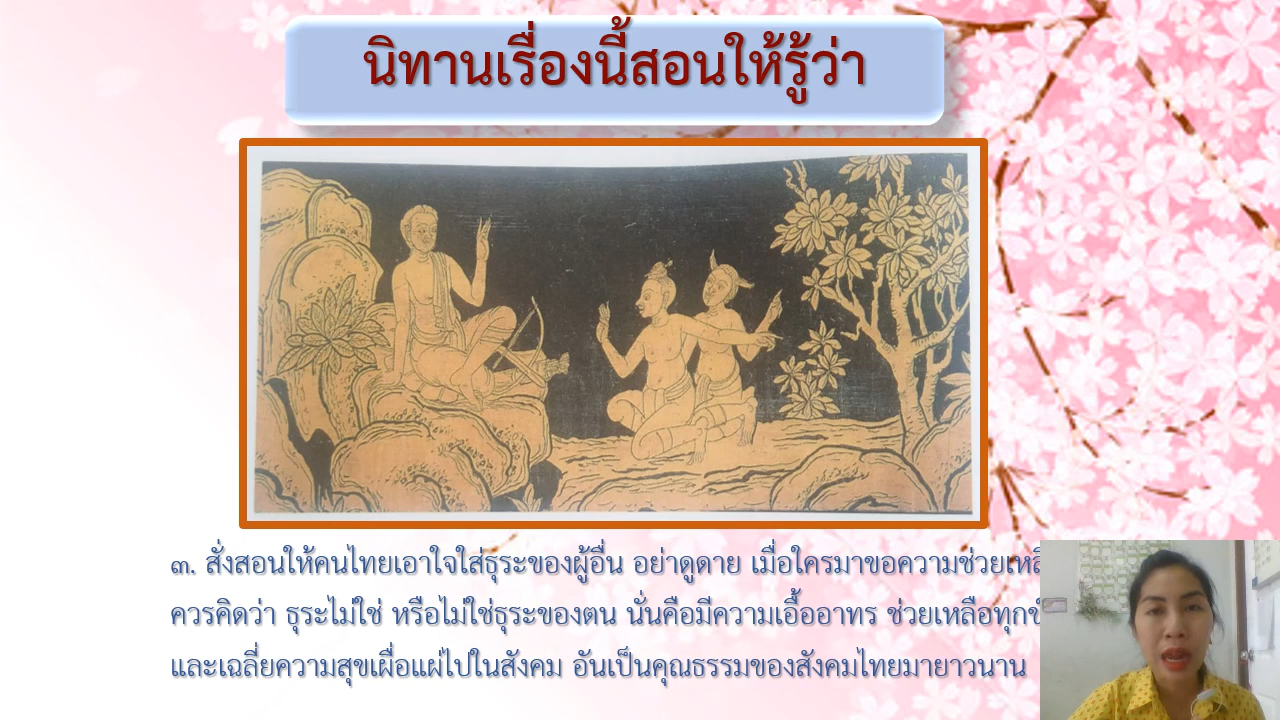 นิทานเรื่องนี้สอนให้รู้ว่า
๓. สั่งสอนให้คนไทยเอาใจใส่ธุระของผู้อื่น อย่าดูดาย เมื่อใครมาขอความ
ควรคิดว่า ธุระไม่ใช่ หรือไม่ใช่ธุระของตน นั่นคือมีความเอื้ออาทร ช่วยเหลือ
และเฉลี่ยความสุขเผื่อแผ่ไปในสังคม อันเป็นคุณธรรมของสังคมไทยมายาวนาน